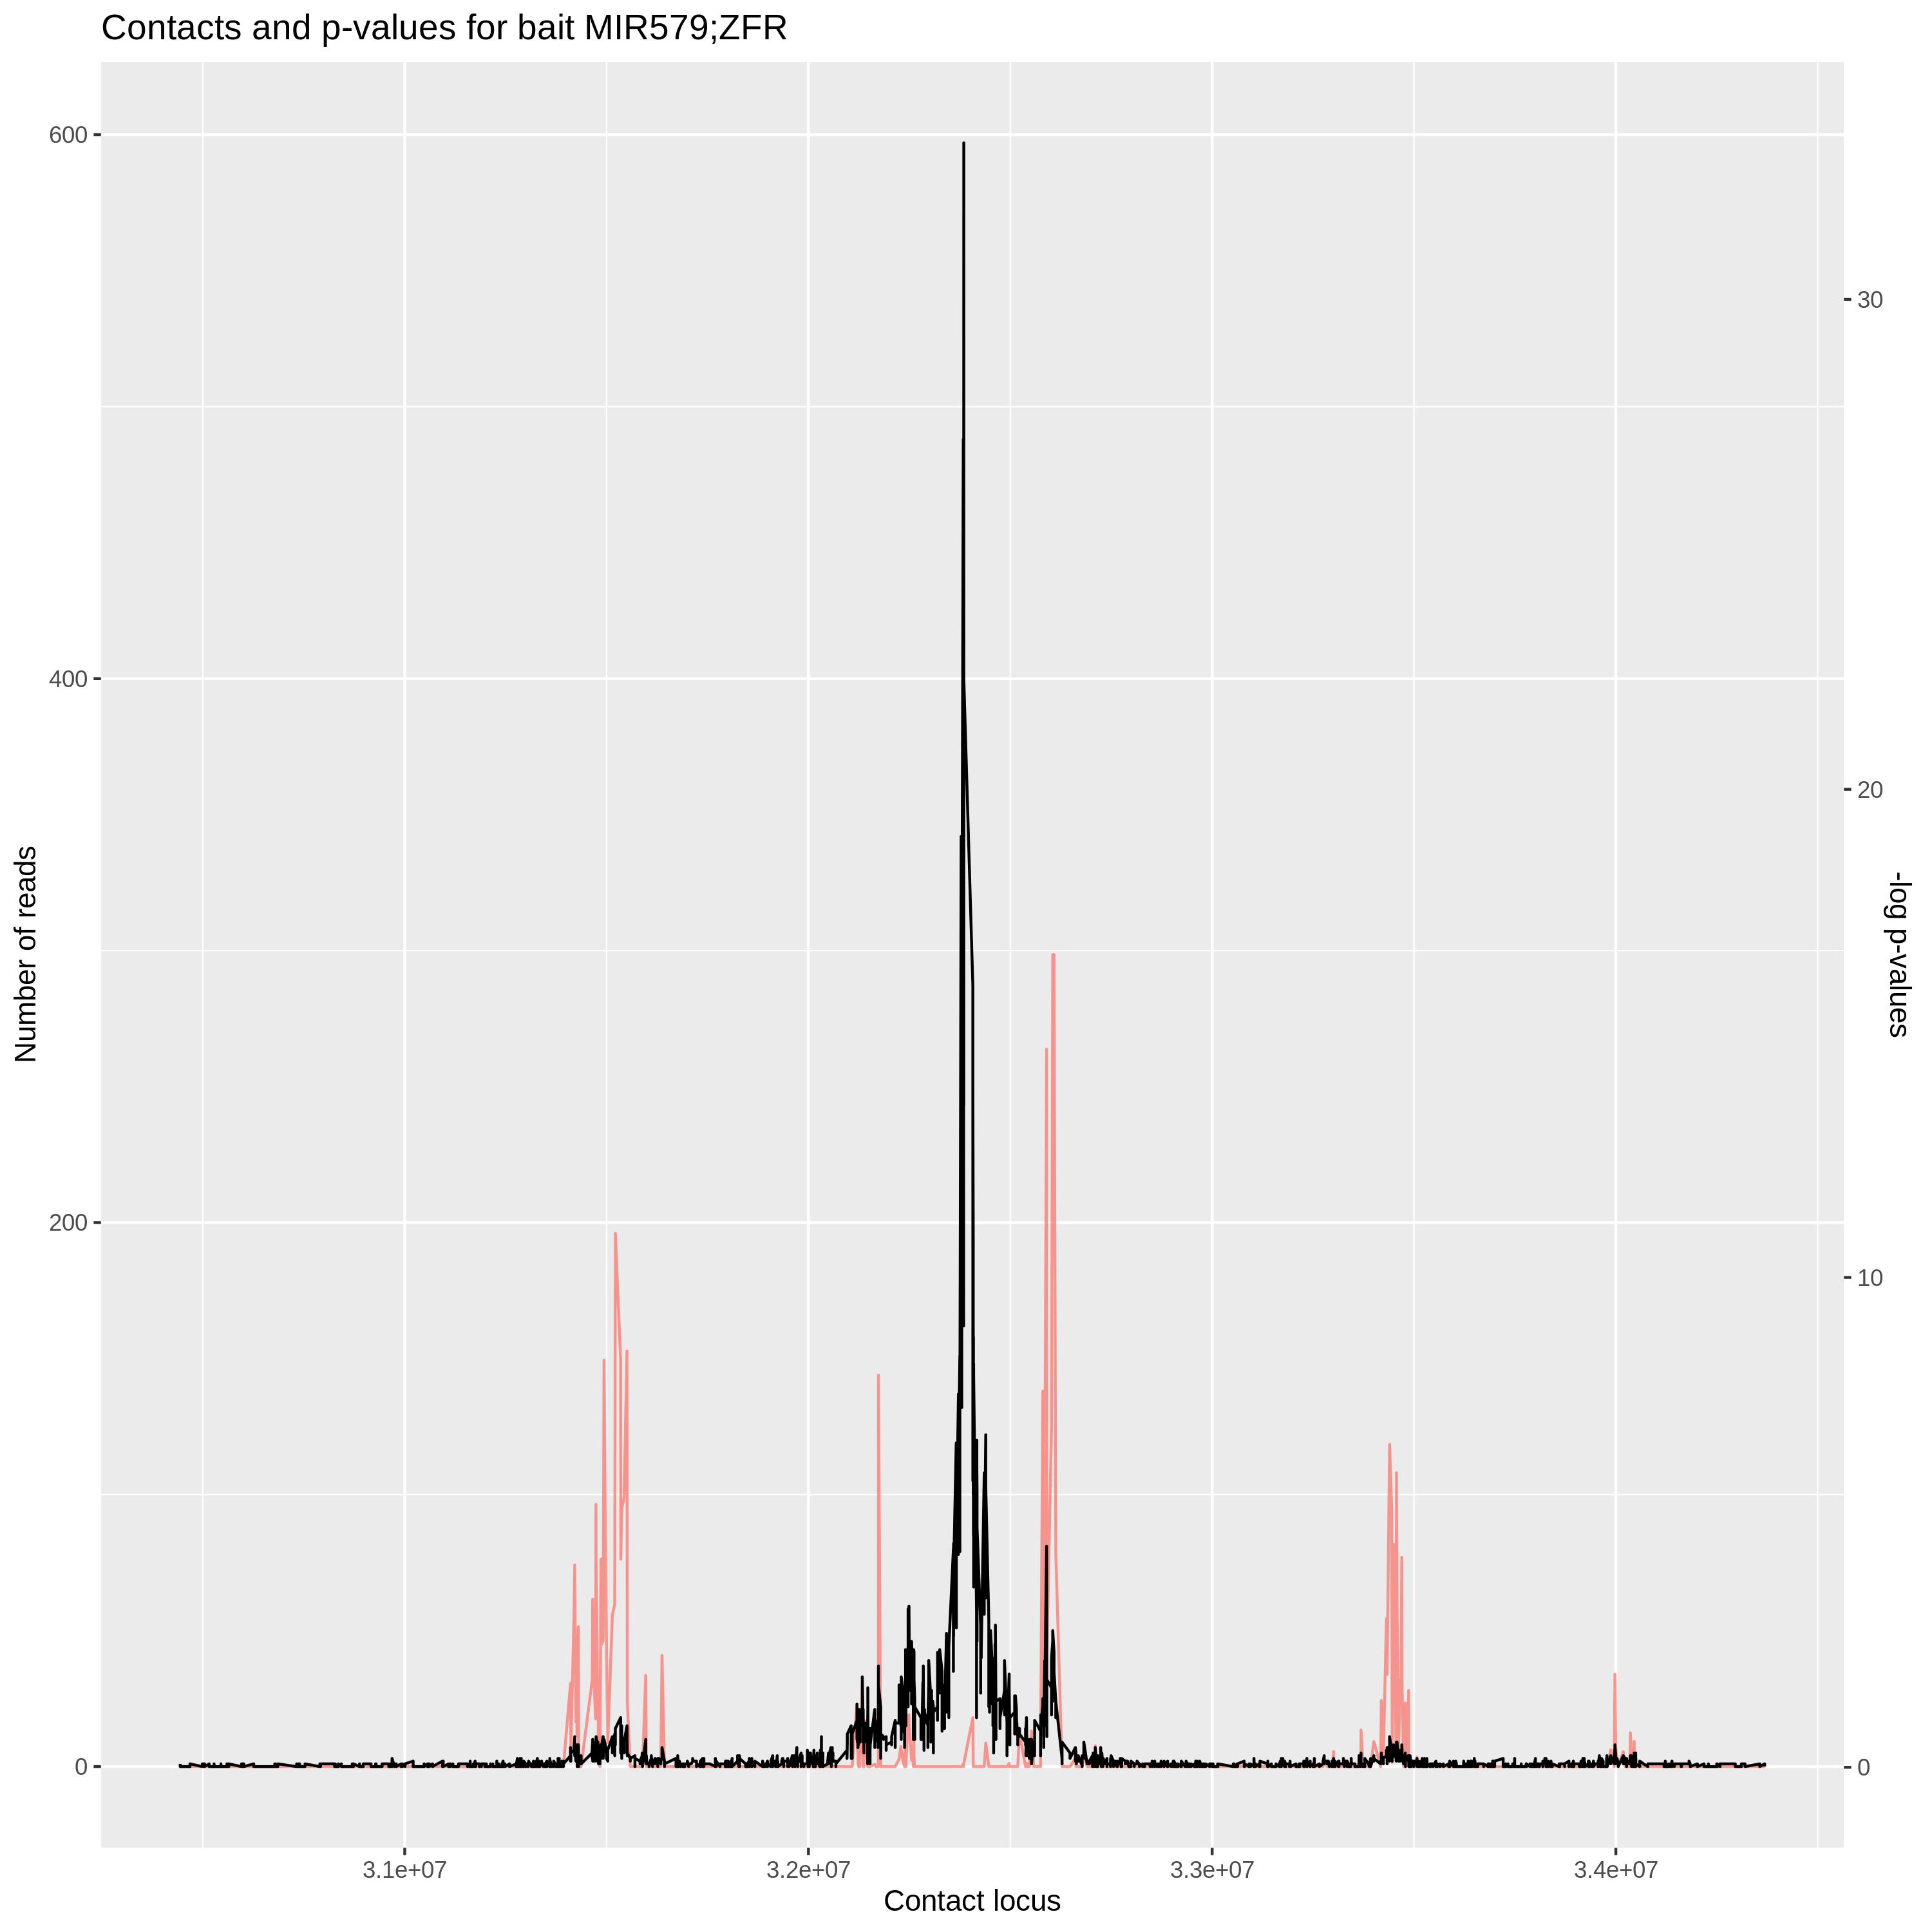 Contacts and p-values for bait MIR579;ZFR
600
400
200
0
Number of reads
30
20
10
0
-log p-values
3.1e+07 3.2e+07 3.3e+07 3.4e+07
Contact locus